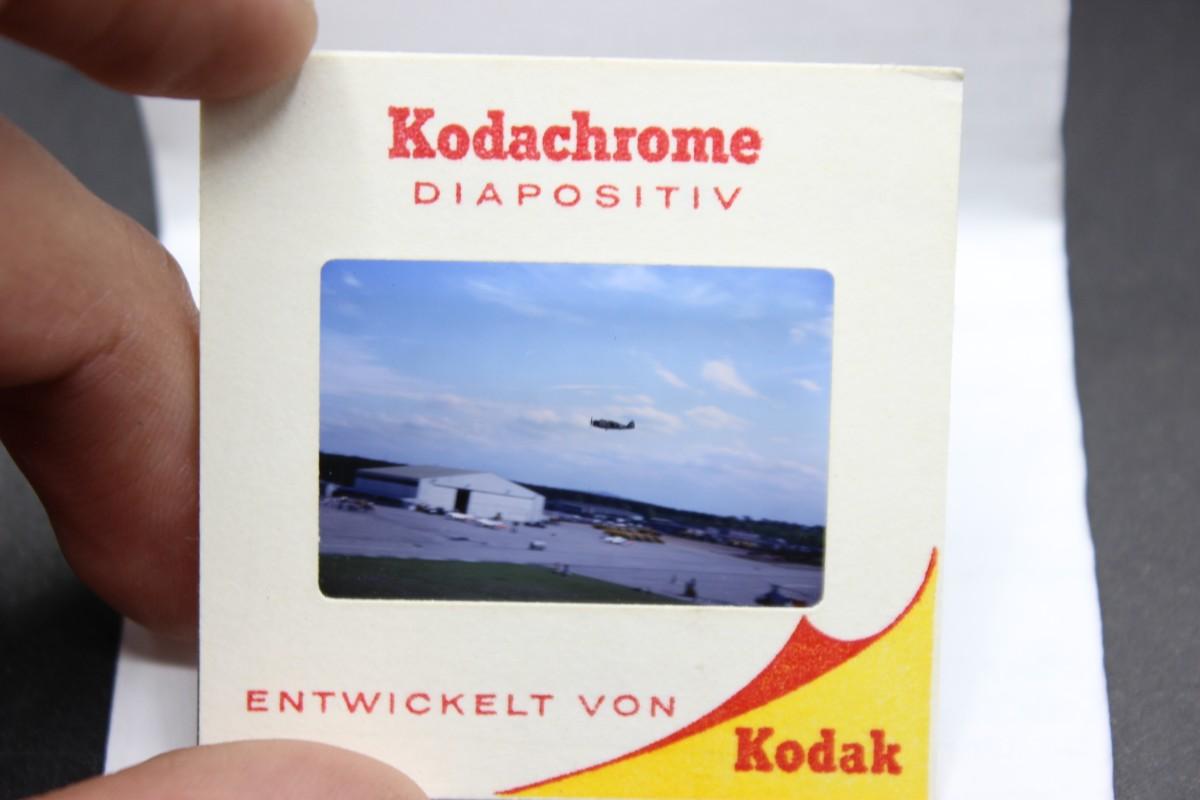 Kodachrome
DIAPOSITIV
ENTWICKELT VON
Kodak